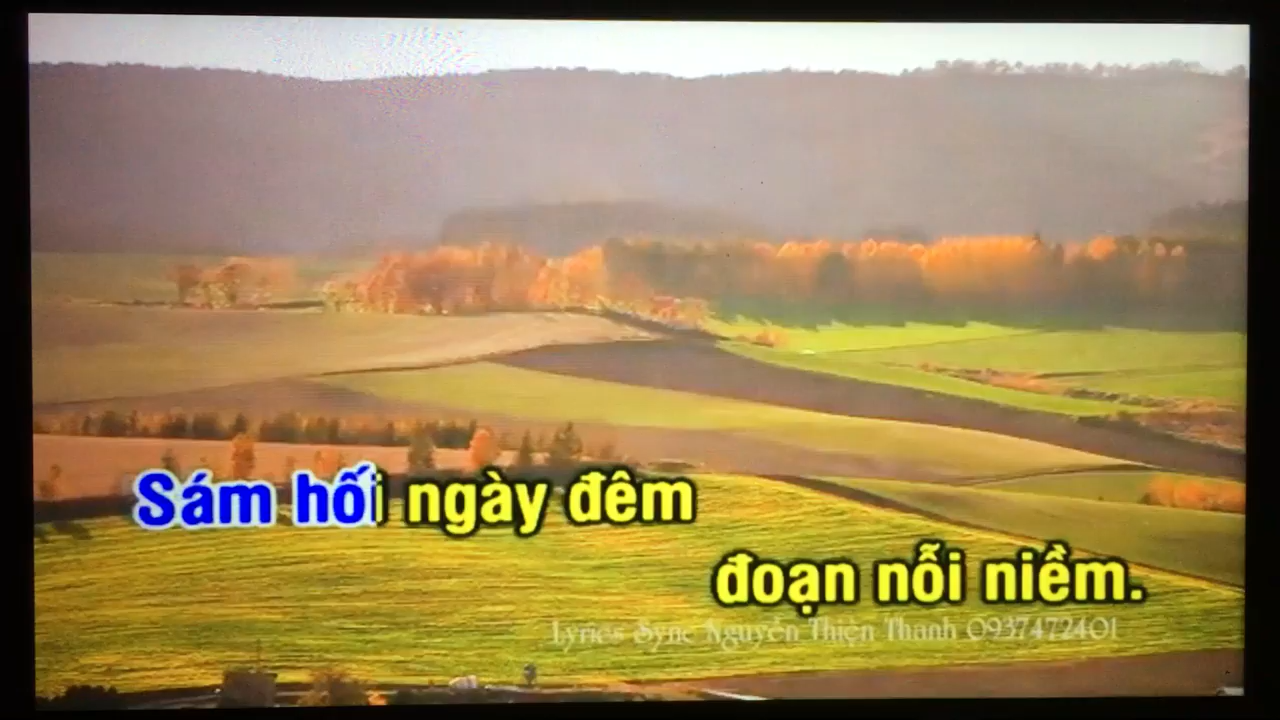 Sám hối ngày đêm
đoạn nỗi niềm.
Lyrics Sync Nguyễn Thiện Thanh 0937472401